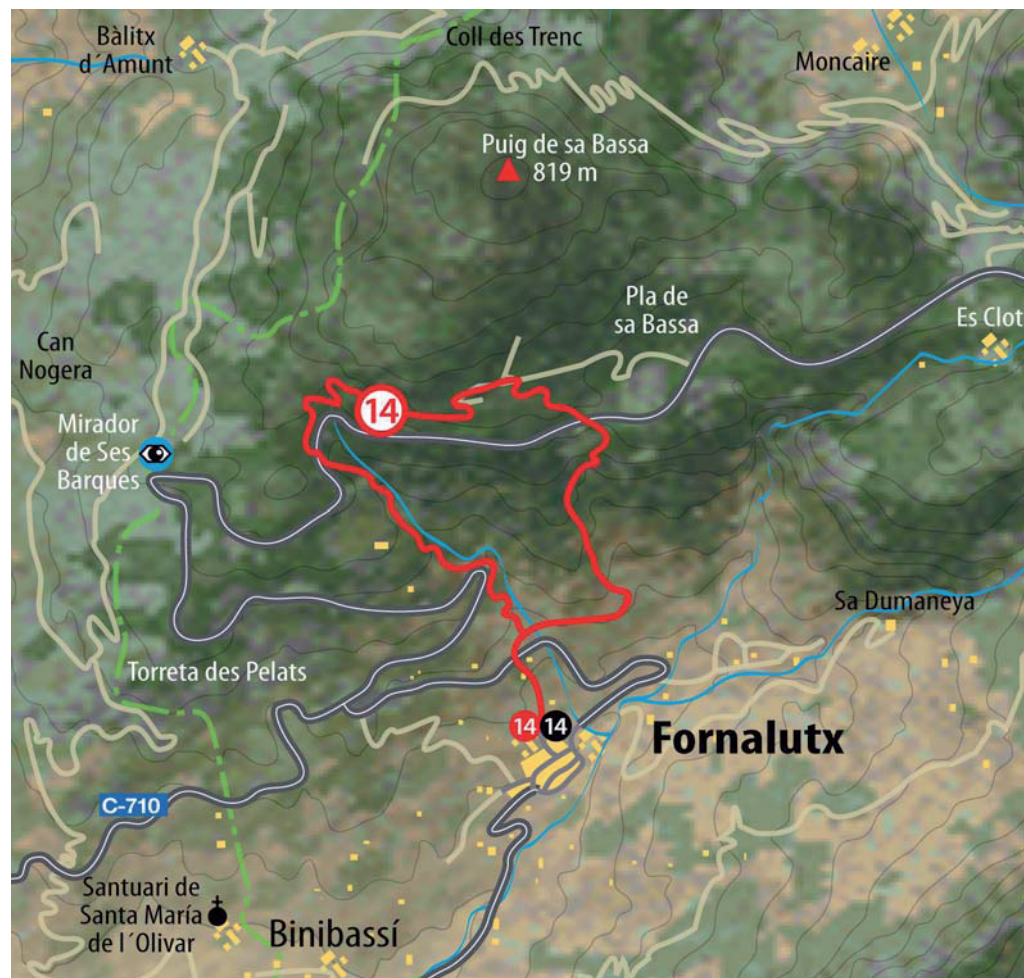 Bàlitx
d´Amunt
Coll des Trenc
Moncaire
Puig de sa Bassa
819 m
Pla de
sa Bassa
Es Clot
Can
Nogera
14
Mirador
de Ses
Barques
Sa Dumaneya
Torreta des Pelats
14
14
Fornalutx
C-710
Santuari de
Santa María
de l´Olivar
Binibassí